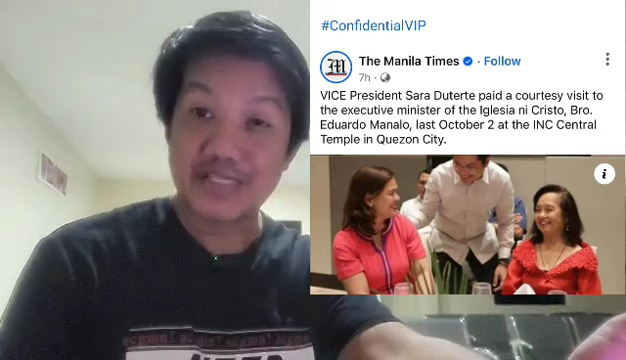 #ConfidentialVIP
The Manila Times · Follow
7h ·
VICE President Sara Duterte paid a courtesy visit to
the executive minister of the Iglesia ni Cristo, Bro.
Eduardo Manalo, last October 2 at the INC Central
Temple in Quezon City.